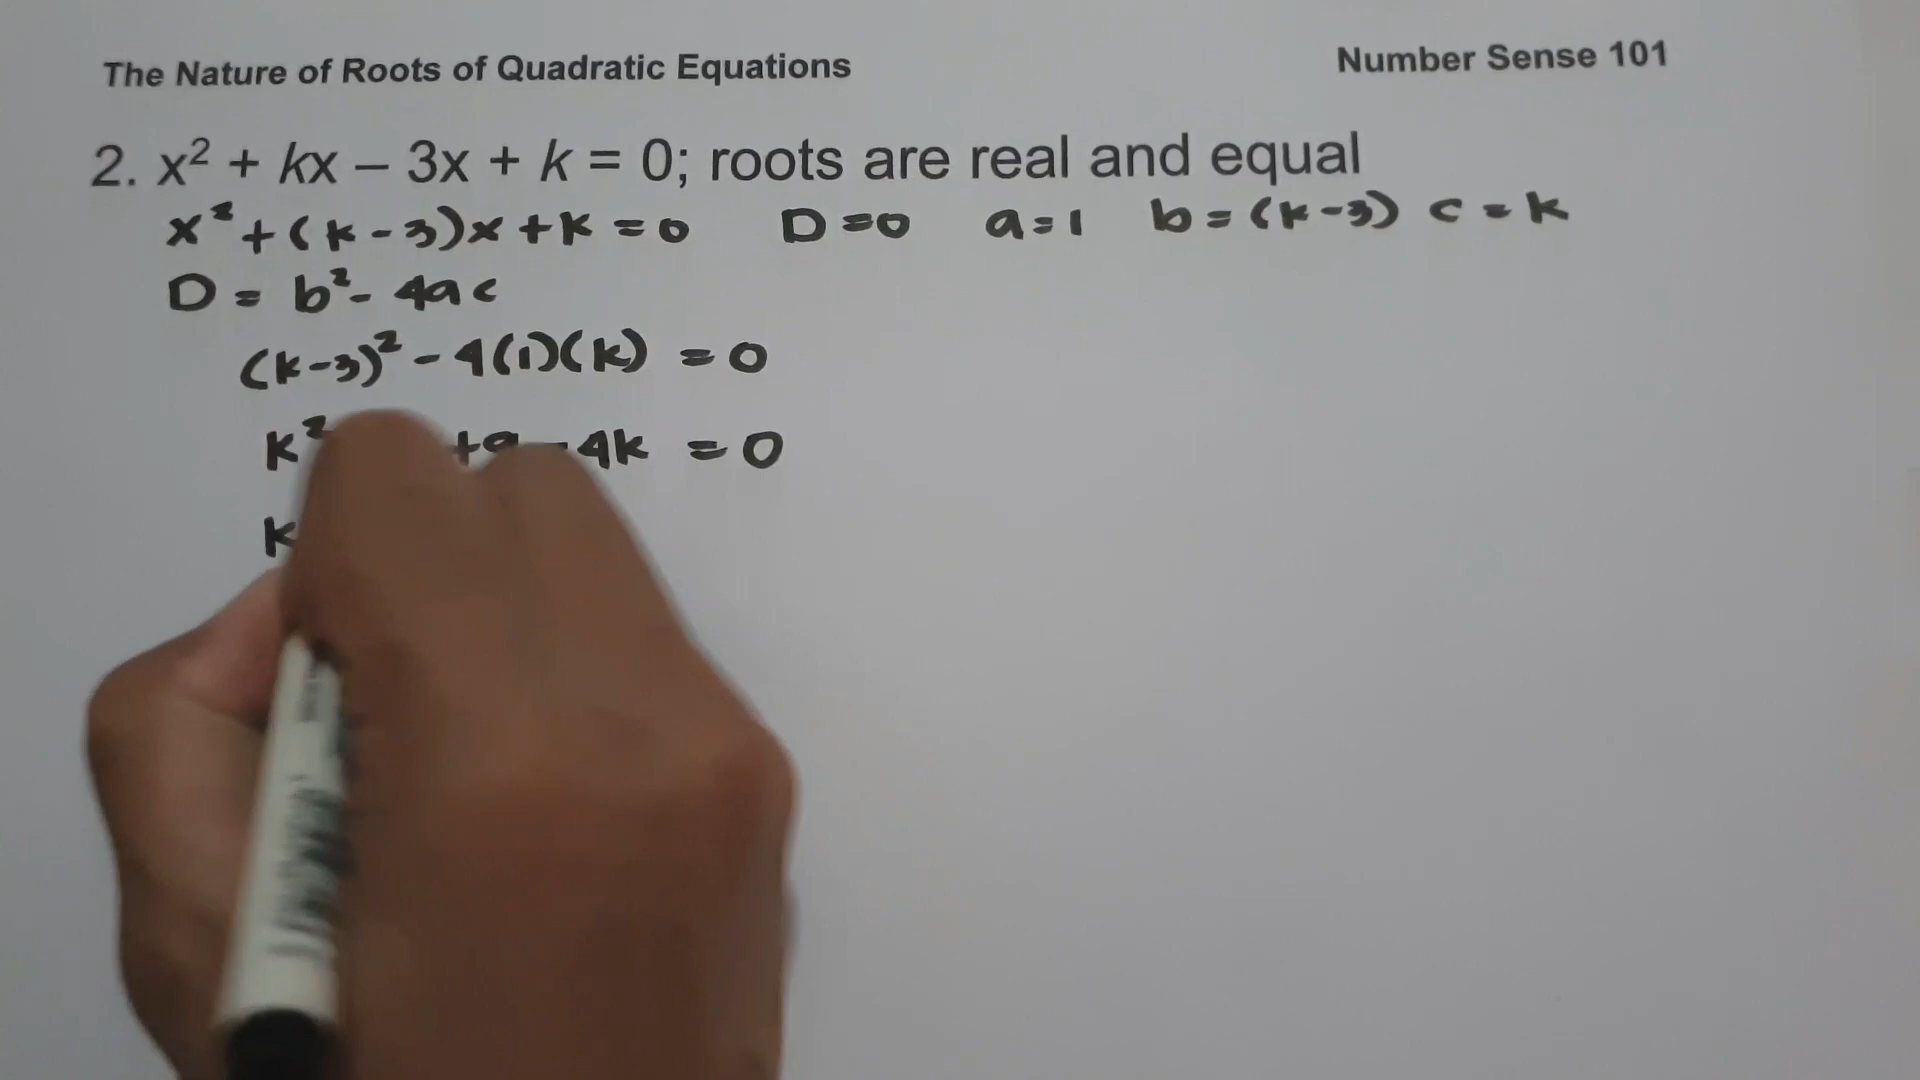 The Nature of Roots of Quadratic Equations Number Sense 101
2. x² + kx – 3x + k = 0; roots are real and equal
x² + (k - 3)x + k = 0 D = 0 a = 1 b = (k - 3) c = k
D = b² - 4ac
(k - 3)² - 4(1)(k) = 0
k² + 9 - 4k = 0
k